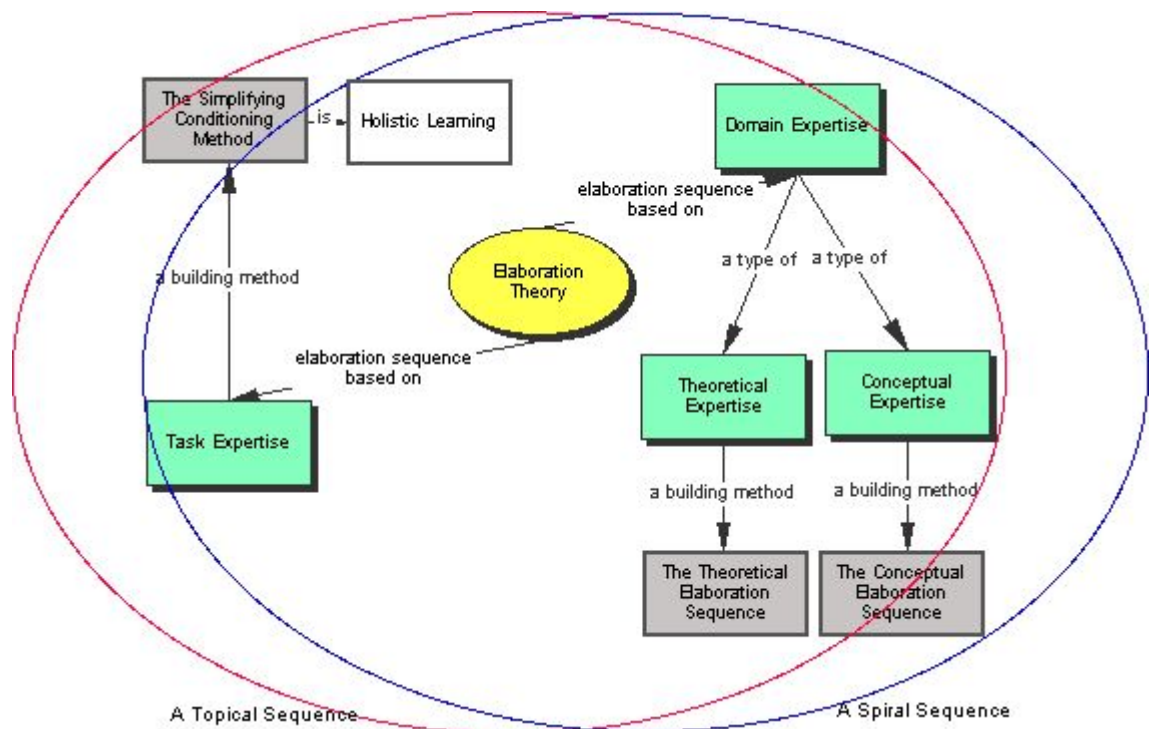 The Simplifying
Conditioning
Method
is
Holistic Learning
Domain Expertise
elaboration sequence
based on
Elaboration
Theory
a type of
a type of
a building method
elaboration sequence
based on
Theoretical
Expertise
Conceptual
Expertise
Task Expertise
a building method
a building method
The Theoretical
Elaboration
Sequence
The Conceptual
Elaboration
Sequence
A Topical Sequence
A Spiral Sequence